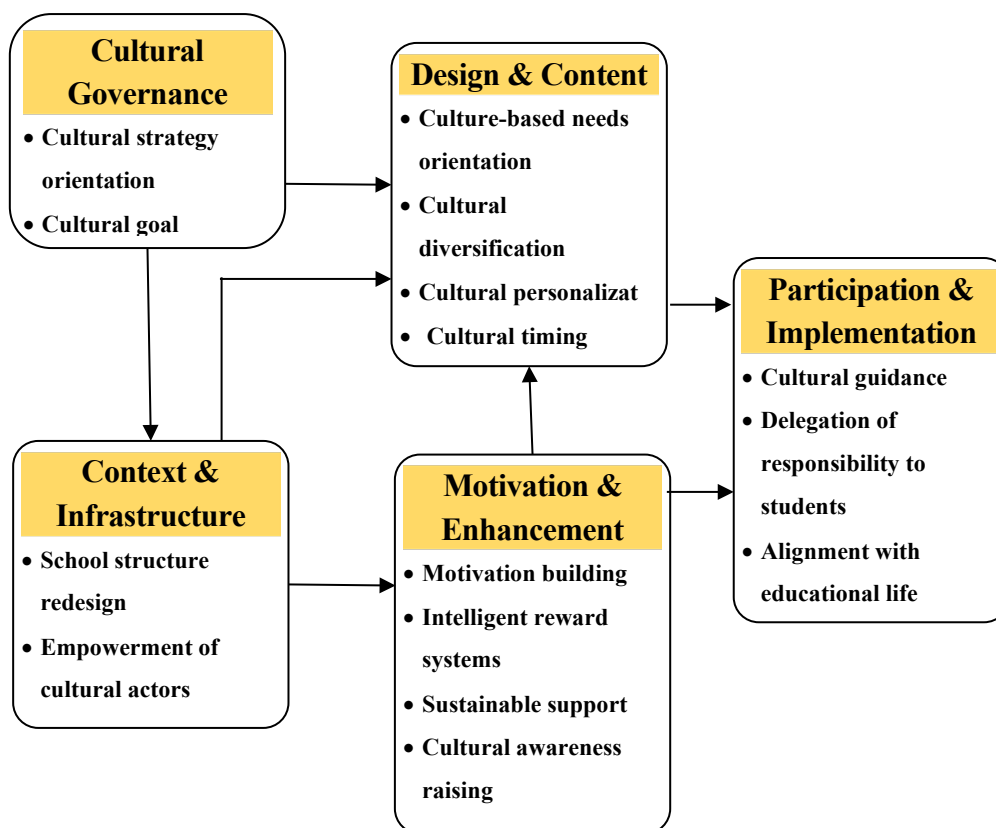 Cultural
Governance
• Cultural strategy
orientation
• Cultural goal
Design & Content
• Culture-based needs
orientation
• Cultural
diversification
• Cultural personalizat
• Cultural timing
Participation &
Implementation
• Cultural guidance
• Delegation of
responsibility to
students
• Alignment with
educational life
Context &
Infrastructure
• School structure
redesign
• Empowerment of
cultural actors
Motivation &
Enhancement
• Motivation building
• Intelligent reward
systems
• Sustainable support
• Cultural awareness
raising